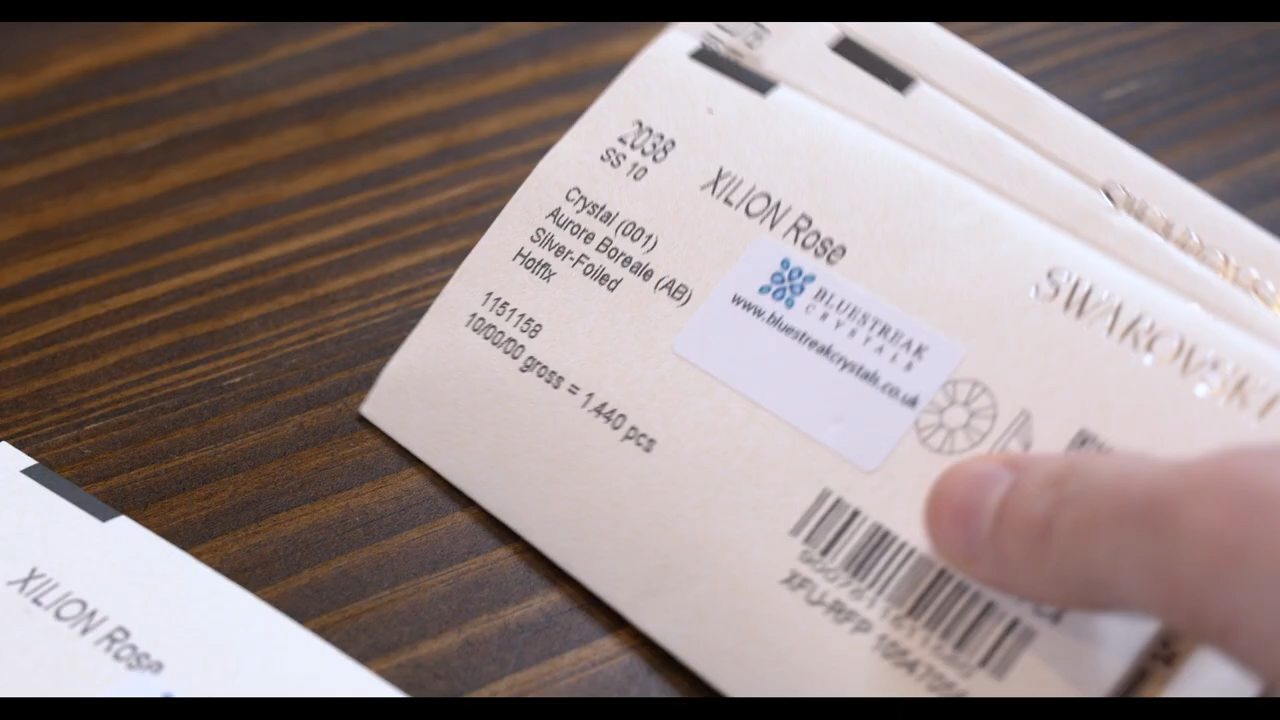 2038
SS 10
XILION Rose
Crystal (001)
Aurore Boreale (AB)
Silver-Foiled
Hotfix
1151158
10/00/00 gross = 1,440 pcs
BLUESTREAK
CRYSTALS
www.bluestreakcrystals.co.uk
SWAROVSKI
XILION Rose